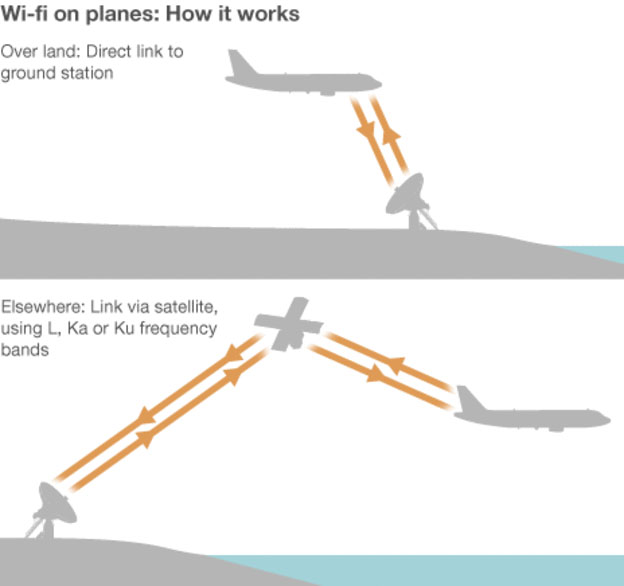 Wi-fi on planes: How it works
Over land: Direct link to
ground station
Elsewhere: Link via satellite,
using L, Ka or Ku frequency
bands